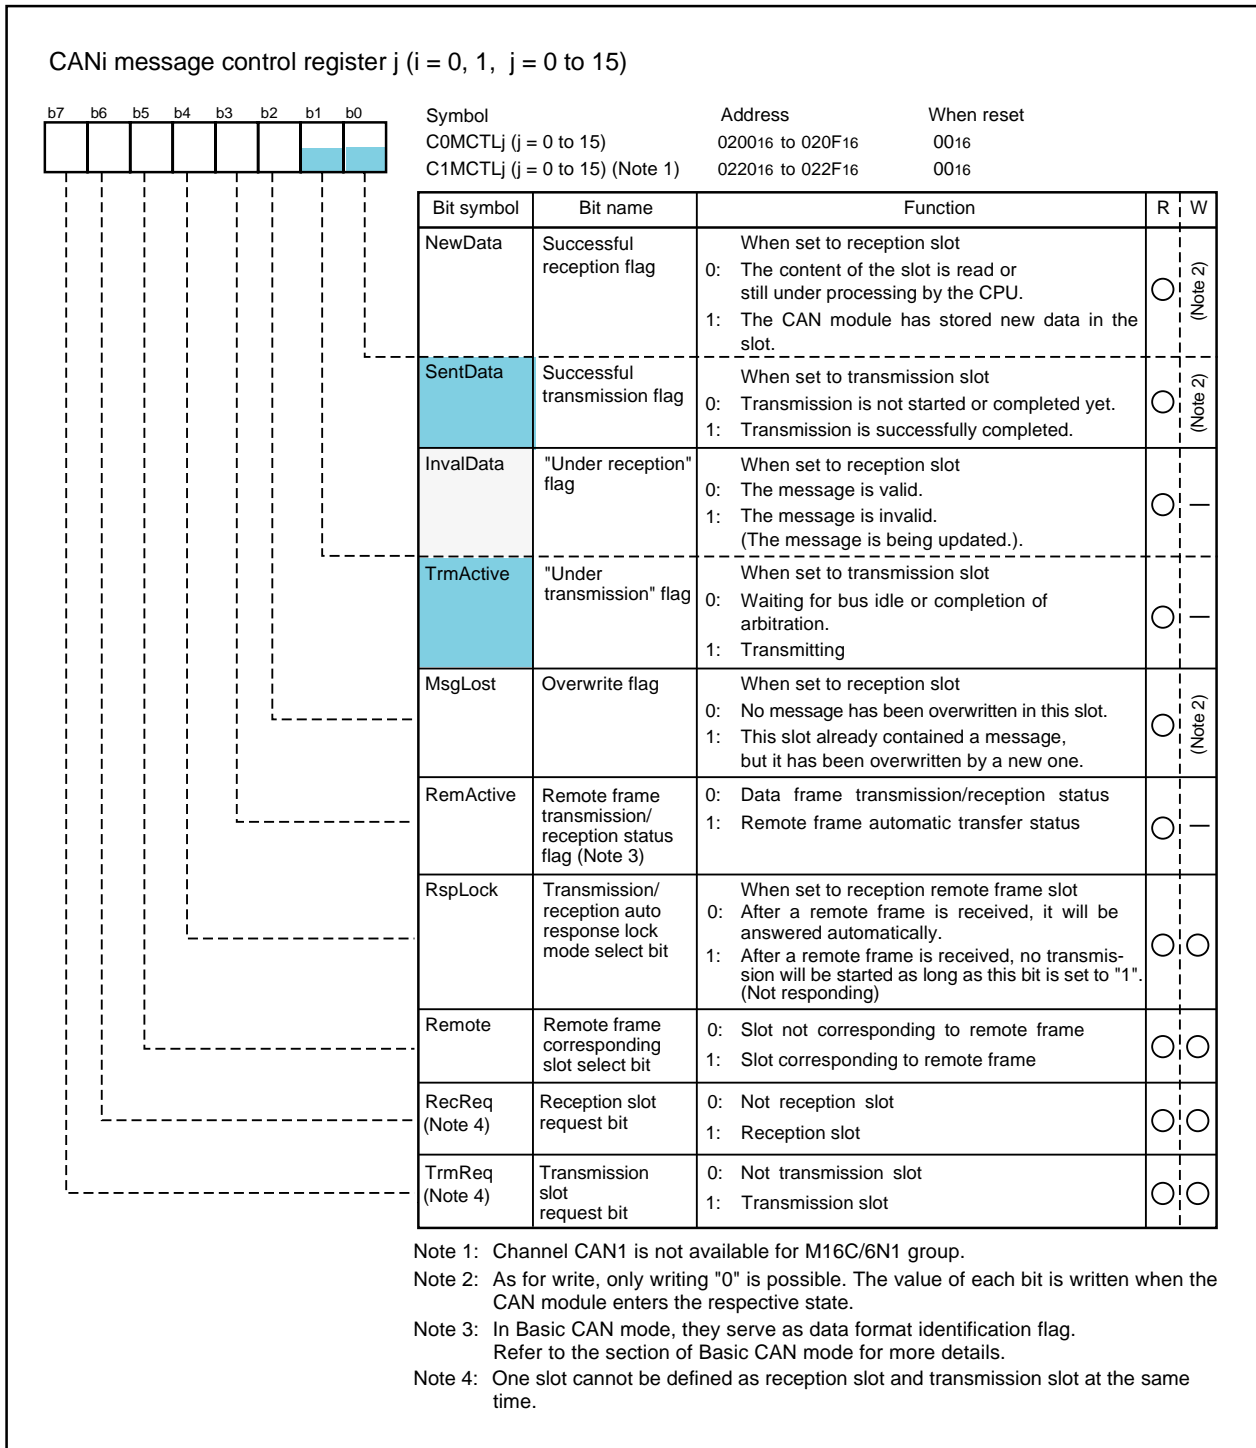 CANi message control register j (i = 0, 1, j = 0 to 15)
b7 b6 b5 b4 b3 b2 b1 b0
Symbol Address When reset
C0MCTLj (j = 0 to 15) 020016 to 020F16 0016
C1MCTLj (j = 0 to 15) (Note 1) 022016 to 022F16 0016
Bit symbol Bit name Function R W
NewData Successful reception flag
When set to reception slot
0: The content of the slot is read or
still under processing by the CPU.
1: The CAN module has stored new data in the
slot.
(Note 2)
SentData Successful transmission flag
When set to transmission slot
0: Transmission is not started or completed yet.
1: Transmission is successfully completed.
(Note 2)
InvalData "Under reception" flag
When set to reception slot
0: The message is valid.
1: The message is invalid.
(The message is being updated.).
—
TrmActive "Under transmission" flag
When set to transmission slot
0: Waiting for bus idle or completion of
arbitration.
1: Transmitting
—
MsgLost Overwrite flag
When set to reception slot
0: No message has been overwritten in this slot.
1: This slot already contained a message,
but it has been overwritten by a new one.
(Note 2)
RemActive Remote frame transmission/ reception status flag (Note 3)
0: Data frame transmission/reception status
1: Remote frame automatic transfer status
—
RspLock Transmission/ reception auto response lock mode select bit
When set to reception remote frame slot
0: After a remote frame is received, it will be
answered automatically.
1: After a remote frame is received, no transmis-
sion will be started as long as this bit is set to "1".
(Not responding)
Remote Remote frame corresponding slot select bit
0: Slot not corresponding to remote frame
1: Slot corresponding to remote frame
RecReq (Note 4) Reception slot request bit
0: Not reception slot
1: Reception slot
TrmReq (Note 4) Transmission slot request bit
0: Not transmission slot
1: Transmission slot
Note 1: Channel CAN1 is not available for M16C/6N1 group.
Note 2: As for write, only writing "0" is possible. The value of each bit is written when the
CAN module enters the respective state.
Note 3: In Basic CAN mode, they serve as data format identification flag.
Refer to the section of Basic CAN mode for more details.
Note 4: One slot cannot be defined as reception slot and transmission slot at the same
time.